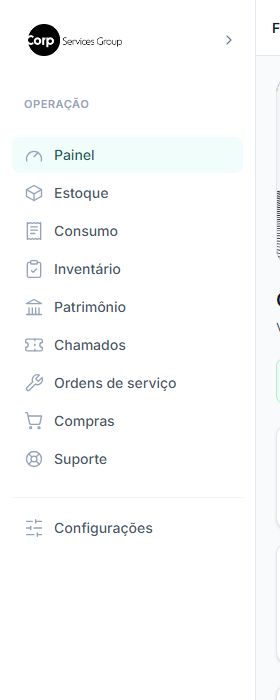 Corp Services Group
OPERAÇÃO
Painel
Estoque
Consumo
Inventário
Patrimônio
Chamados
Ordens de serviço
Compras
Suporte
Configurações